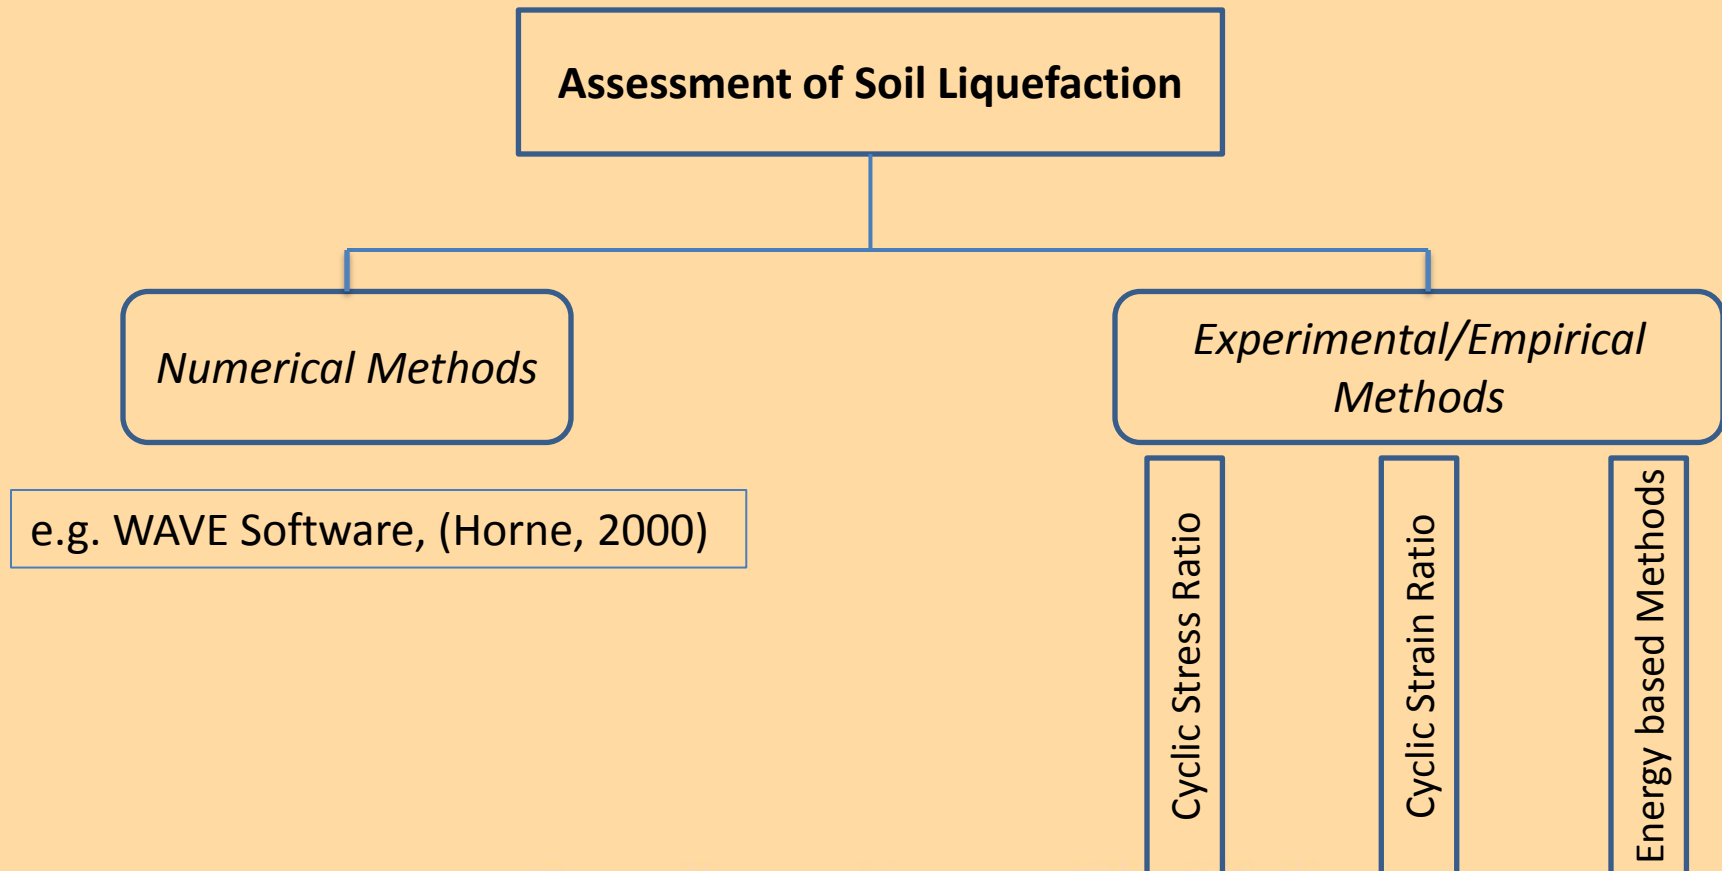 Assessment of Soil Liquefaction
Numerical Methods
Experimental/Empirical
Methods
e.g. WAVE Software, (Horne, 2000)
Cyclic Stress Ratio
Cyclic Strain Ratio
Energy based Methods